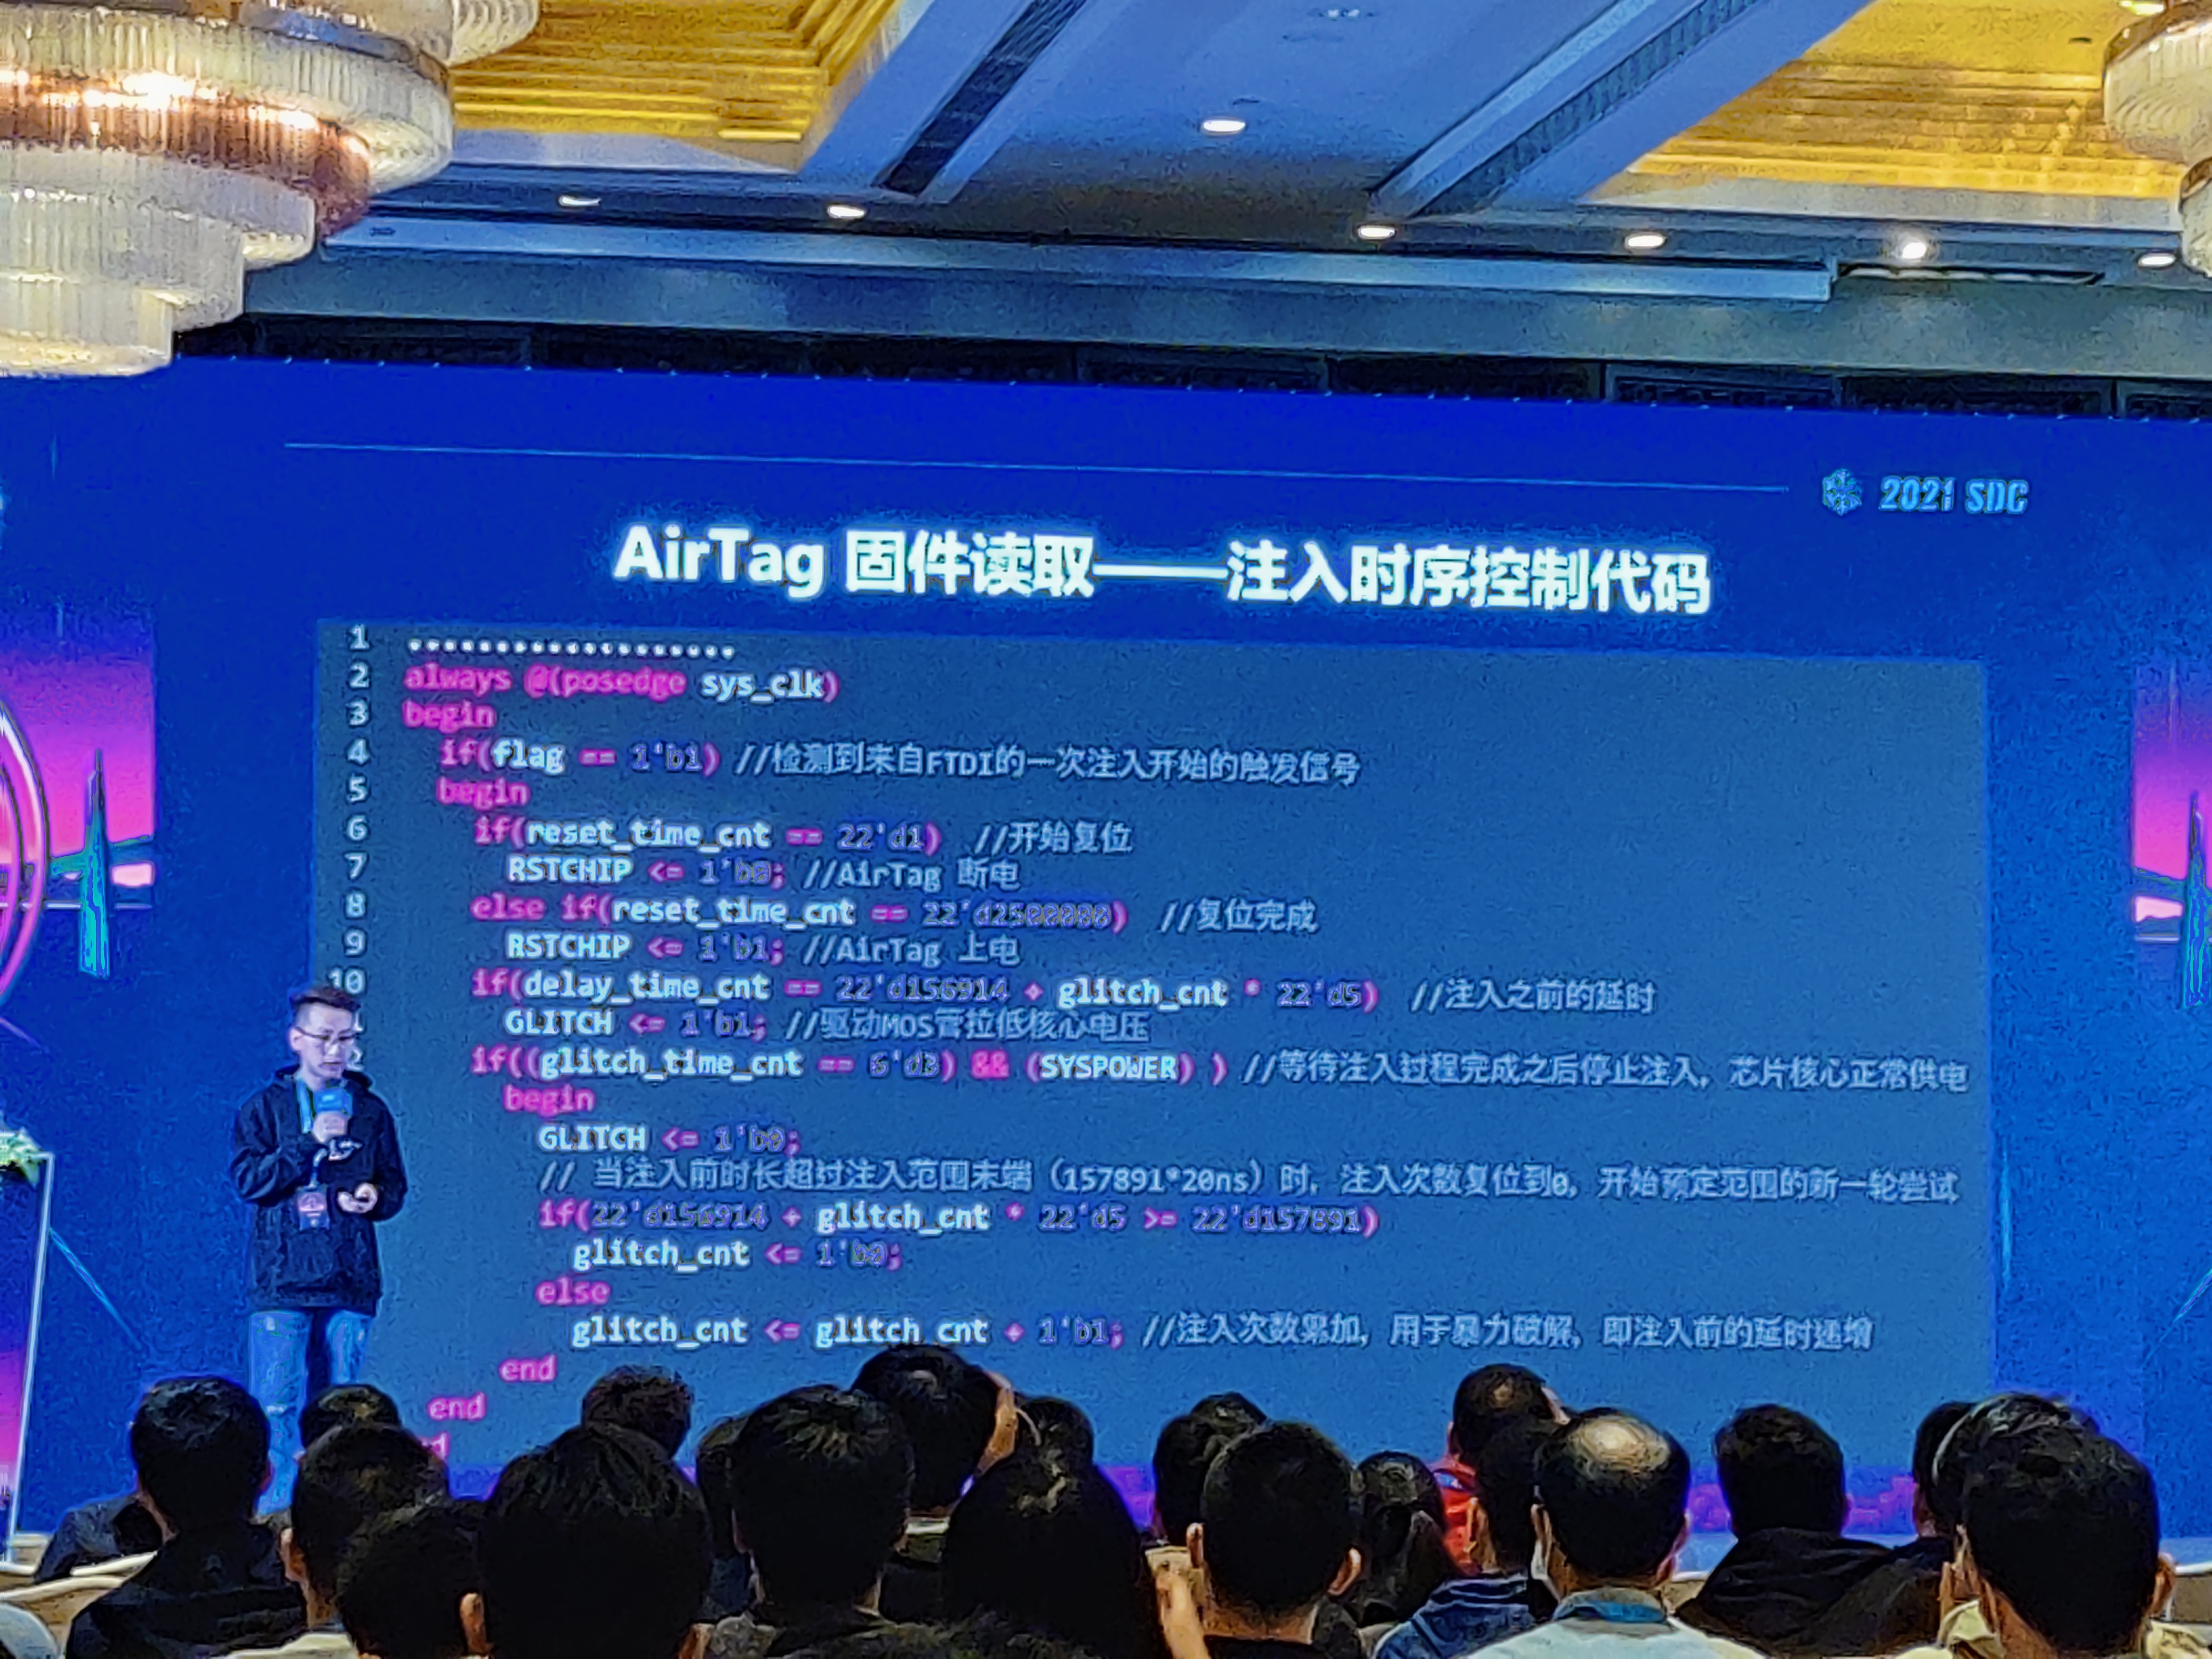 2021 SDC
AirTag 固件读取——注入时序控制代码
1 ...................
2 always @(posedge sys_clk)
3 begin
4 if(flag == 1'b1) //检测到来自FTDI的一次注入开始的触发信号
5 begin
6 if(reset_time_cnt == 22'd1) //开始复位
7 RSTCHIP <= 1'b0; //AirTag 断电
8 else if(reset_time_cnt == 22'd2500000) //复位完成
9 RSTCHIP <= 1'b1; //AirTag 上电
10 if(delay_time_cnt == 22'd156914 + glitch_cnt * 22'd5) //注入之前的延时
GLITCH <= 1'b1; //驱动MOS管拉低核心电压
2 if((glitch_time_cnt == 6'd3) && (SYSPOWER) ) //等待注入过程完成之后停止注入，芯片核心正常供电
begin
GLITCH <= 1'b0;
// 当注入前时长超过注入范围末端（157891*20ns）时，注入次数复位到0，开始预定范围的新一轮尝试
if(22'd156914 + glitch_cnt * 22'd5 >= 22'd157891)
glitch_cnt <= 1'b0;
else
glitch_cnt <= glitch_cnt + 1'b1; //注入次数累加，用于暴力破解，即注入前的延时递增
end
end